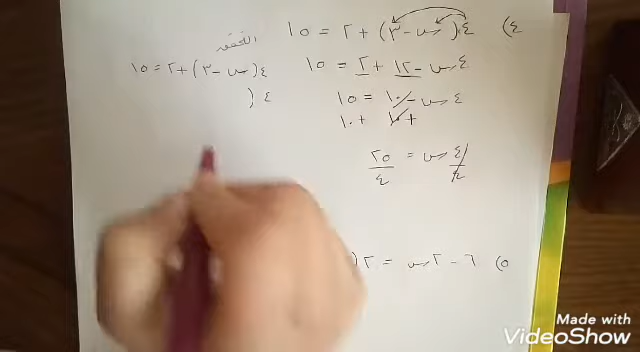 ٤) ٤(س - ٣) + ٢ = ١٥
٤س - ١٢ + ٢ = ١٥
٤س - ١٠ = ١٥
+ ١٠ + ١٠
٤س = ٢٥
٤ ٤
التحقق
٤(س - ٣) + ٢ = ١٥
٤(
٥) ٦ - ٢س = ٢(
Made with
VideoShow